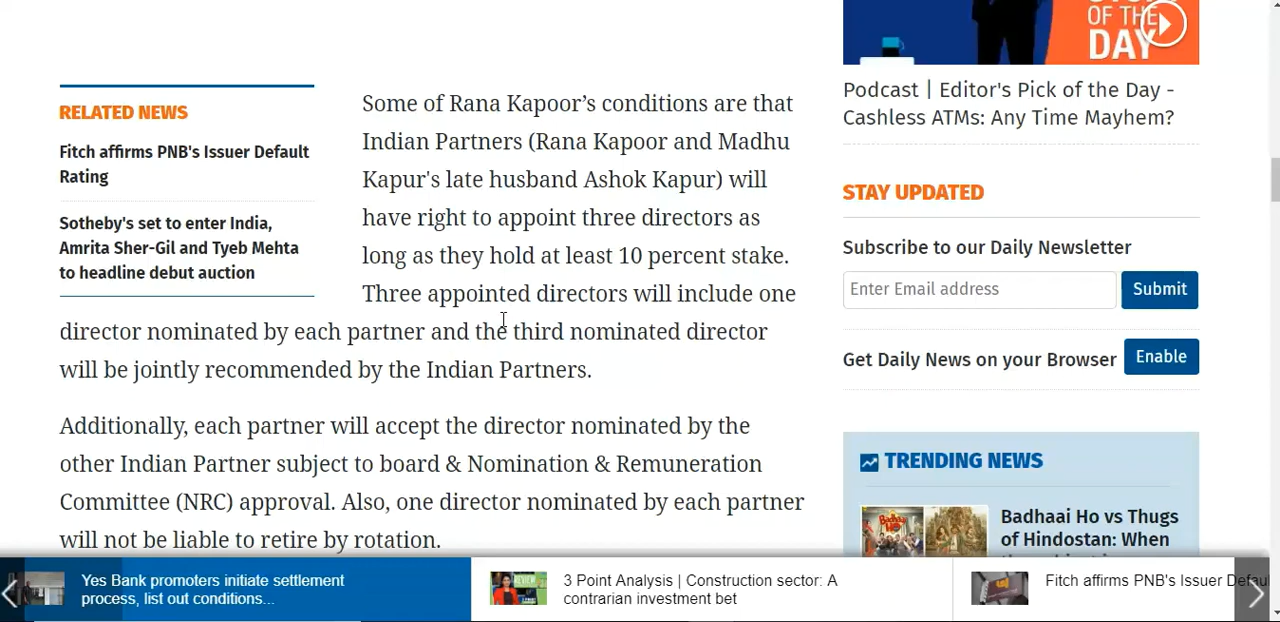 RELATED NEWS
Fitch affirms PNB's Issuer Default
Rating
Sotheby's set to enter India,
Amrita Sher-Gil and Tyeb Mehta
to headline debut auction
Some of Rana Kapoor’s conditions are that
Indian Partners (Rana Kapoor and Madhu
Kapur's late husband Ashok Kapur) will
have right to appoint three directors as
long as they hold at least 10 percent stake.
Three appointed directors will include one
director nominated by each partner and the third nominated director
will be jointly recommended by the Indian Partners.
Additionally, each partner will accept the director nominated by the
other Indian Partner subject to board & Nomination & Remuneration
Committee (NRC) approval. Also, one director nominated by each partner
will not be liable to retire by rotation.
OF THE
DAY
Podcast | Editor's Pick of the Day -
Cashless ATMs: Any Time Mayhem?
STAY UPDATED
Subscribe to our Daily Newsletter
Enter Email address
Submit
Get Daily News on your Browser
Enable
TRENDING NEWS
Badhaai Ho vs Thugs
of Hindostan: When
Yes Bank promoters initiate settlement
process, list out conditions...
3 Point Analysis | Construction sector: A
contrarian investment bet
Fitch affirms PNB's Issuer Defau